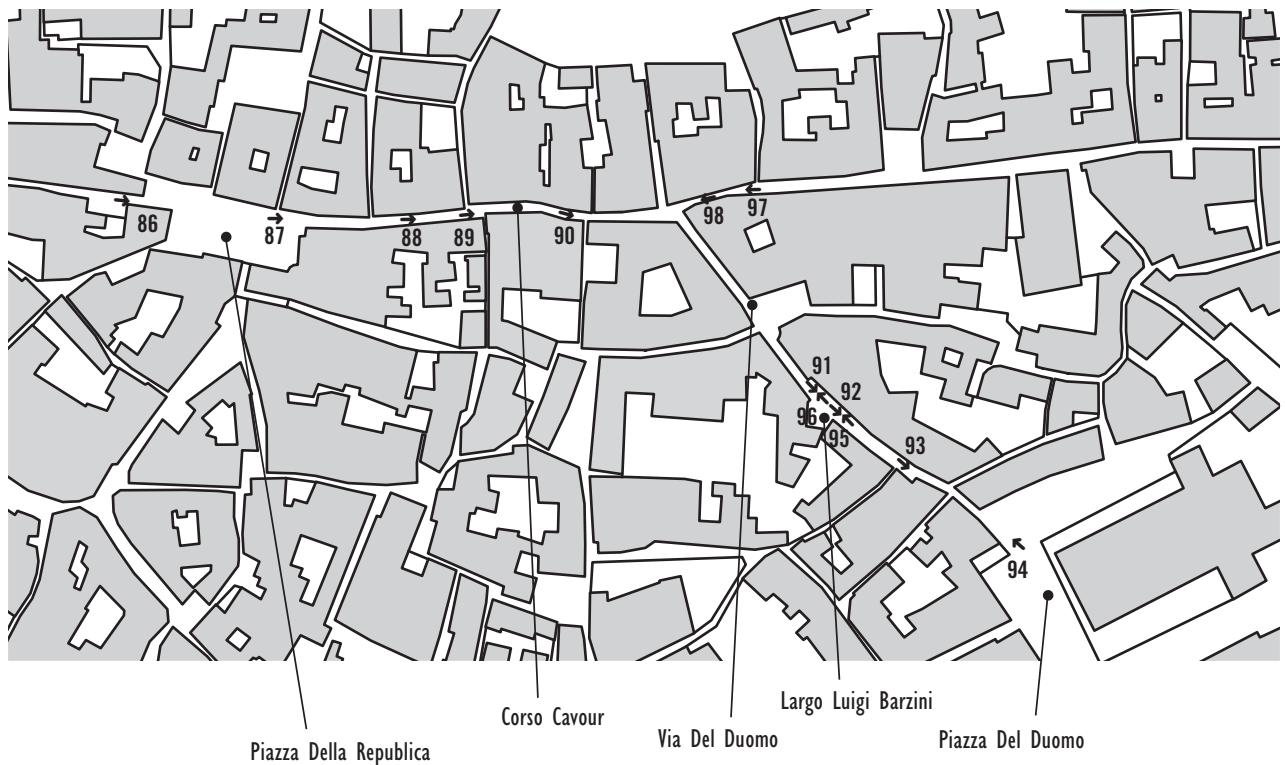 86
87
88
89
90
98
97
91
92
96
95
93
94
Largo Luigi Barzini
Corso Cavour
Via Del Duomo
Piazza Del Duomo
Piazza Della Republica